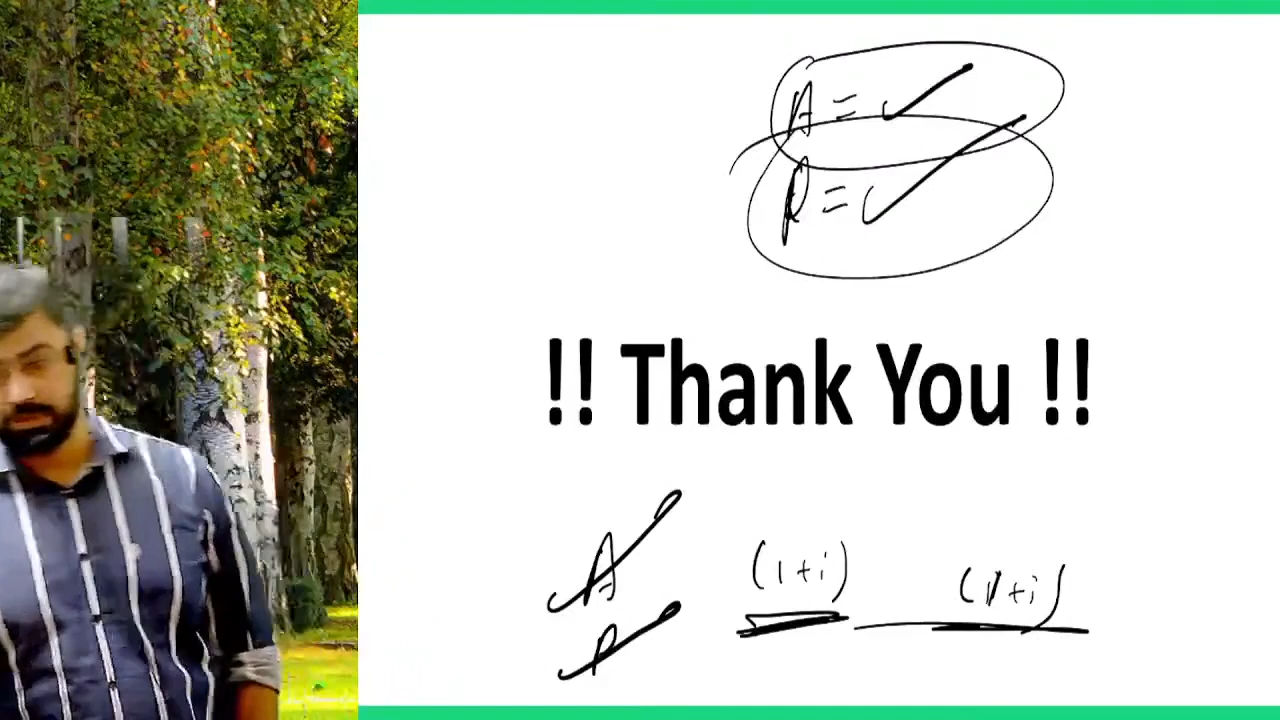 A = ✓
P = ✓
!! Thank You !!
A (1+i) (1+i)
P